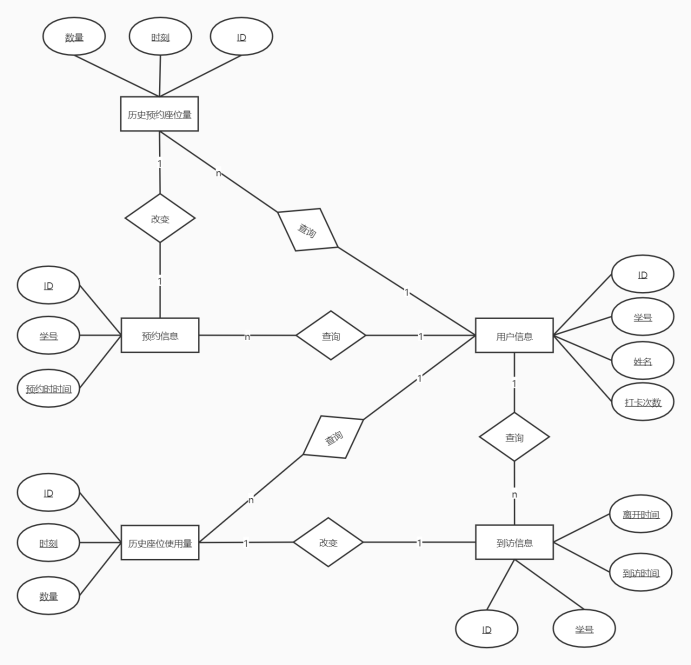 数量
时刻
ID
历史预约座位量
1
n
改变
查询
1
1
ID
学号
预约时时间
预约信息
n
查询
1
用户信息
ID
学号
姓名
打卡次数
1
1
查询
查询
n
n
ID
时刻
数量
历史座位使用量
1
改变
1
到访信息
离开时间
到访时间
ID
学号